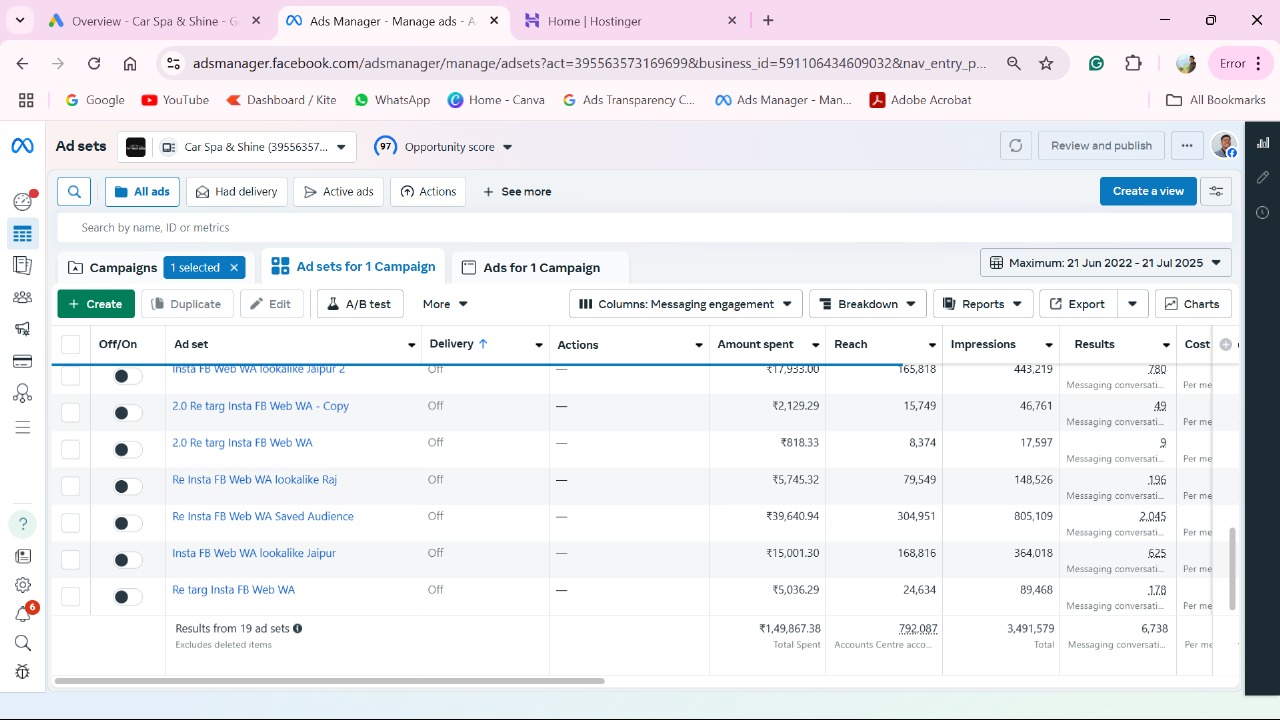 Overview - Car Spa & Shine - G
Ads Manager - Manage ads - A
Home | Hostinger
adsmanager.facebook.com/adsmanager/manage/adsets?act=395563573169699&business_id=591106434609032&nav_entry_p...
Error
Google
YouTube
Dashboard / Kite
WhatsApp
Home - Canva
Ads Transparency C...
Ads Manager - Man...
Adobe Acrobat
All Bookmarks
Ad sets
Car Spa & Shine (39556357...
97
Opportunity score
Review and publish
All ads
Had delivery
Active ads
Actions
See more
Create a view
Search by name, ID or metrics
Campaigns
1 selected
Ad sets for 1 Campaign
Ads for 1 Campaign
Maximum: 21 Jun 2022 - 21 Jul 2025
+ Create
Duplicate
Edit
A/B test
More
Columns: Messaging engagement
Breakdown
Reports
Export
Charts
Off/On
Ad set
Delivery ↑
Actions
Amount spent
Reach
Impressions
Results
Cost
Insta FB Web WA lookalike Jaipur 2
Off
—
₹17,933.00
165,818
443,219
780
Messaging conversati...
Per me
2.0 Re targ Insta FB Web WA - Copy
Off
—
₹2,129.29
15,749
46,761
49
Messaging conversati...
Per me
2.0 Re targ Insta FB Web WA
Off
—
₹818.33
8,374
17,597
9
Messaging conversati...
Per me
Re Insta FB Web WA lookalike Raj
Off
—
₹5,745.32
79,549
148,526
196
Messaging conversati...
Per me
Re Insta FB Web WA Saved Audience
Off
—
₹39,640.94
304,951
805,109
2,045
Messaging conversati...
Per me
Insta FB Web WA lookalike Jaipur
Off
—
₹15,001.30
168,816
364,018
625
Messaging conversati...
Per me
Re targ Insta FB Web WA
Off
—
₹5,036.29
24,634
89,468
178
Messaging conversati...
Per me
Results from 19 ad sets
Excludes deleted items
₹1,49,867.38
Total Spent
792,087
Accounts Centre acco...
3,491,579
Total
6,738
Messaging conversati...
Per me
6